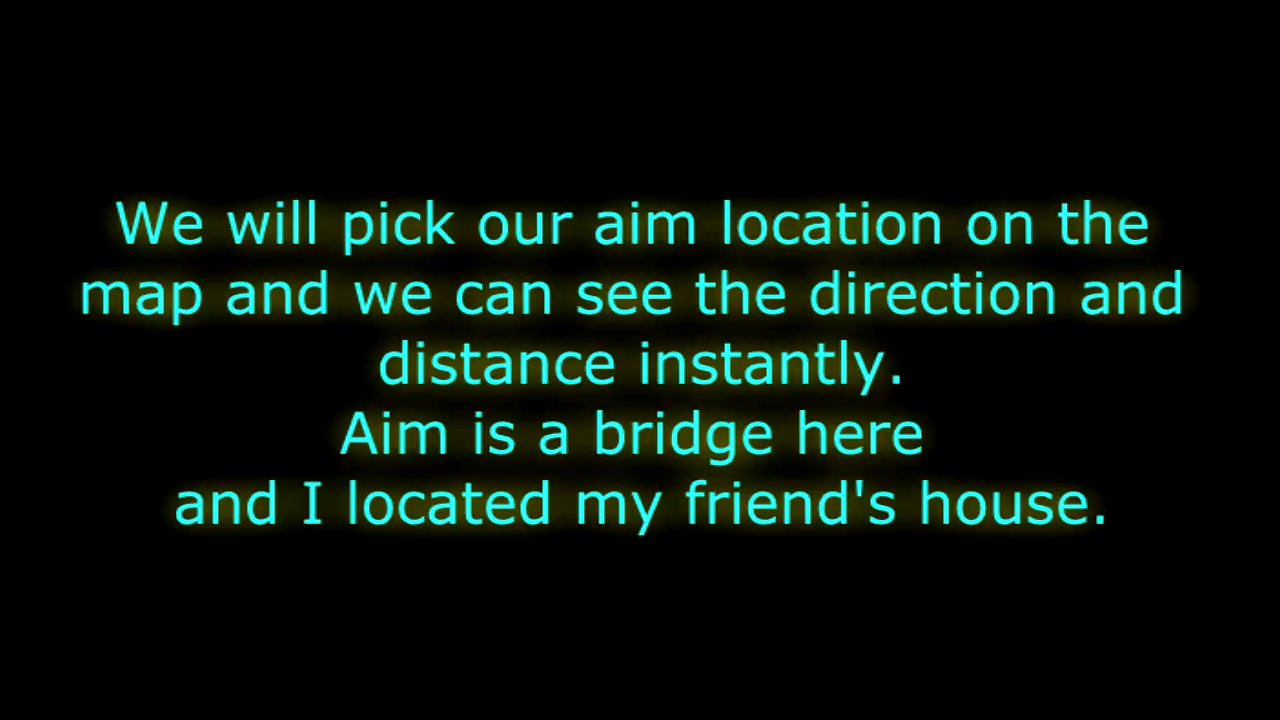 We will pick our aim location on the
map and we can see the direction and
distance instantly.
Aim is a bridge here
and I located my friend's house.